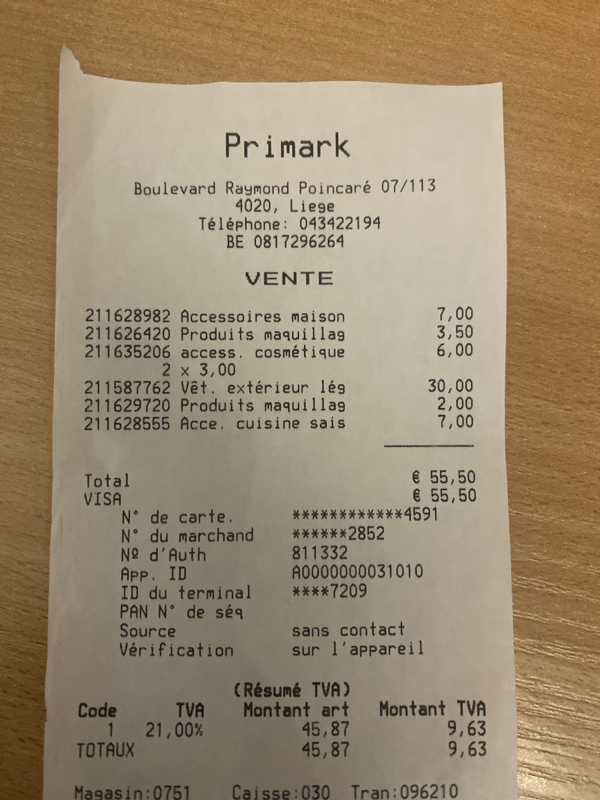 Primark
Boulevard Raymond Poincaré 07/113
4020, Liege
Téléphone: 043422194
BE 0817296264
VENTE
211628982 Accessoires maison 7,00
211626420 Produits maquillag 3,50
211635206 access. cosmétique 6,00
2 x 3,00
211587762 Vêt. extérieur lég 30,00
211629720 Produits maquillag 2,00
211628555 Acce. cuisine sais 7,00
Total € 55,50
VISA € 55,50
N° de carte. ************4591
N° du marchand ******2852
Nº d'Auth 811332
App. ID A0000000031010
ID du terminal ****7209
PAN N° de séq
Source sans contact
Vérification sur l'appareil
(Résumé TVA)
Code TVA Montant art Montant TVA
1 21,00% 45,87 9,63
TOTAUX 45,87 9,63
Magasin:0751 Caisse:030 Tran:096210